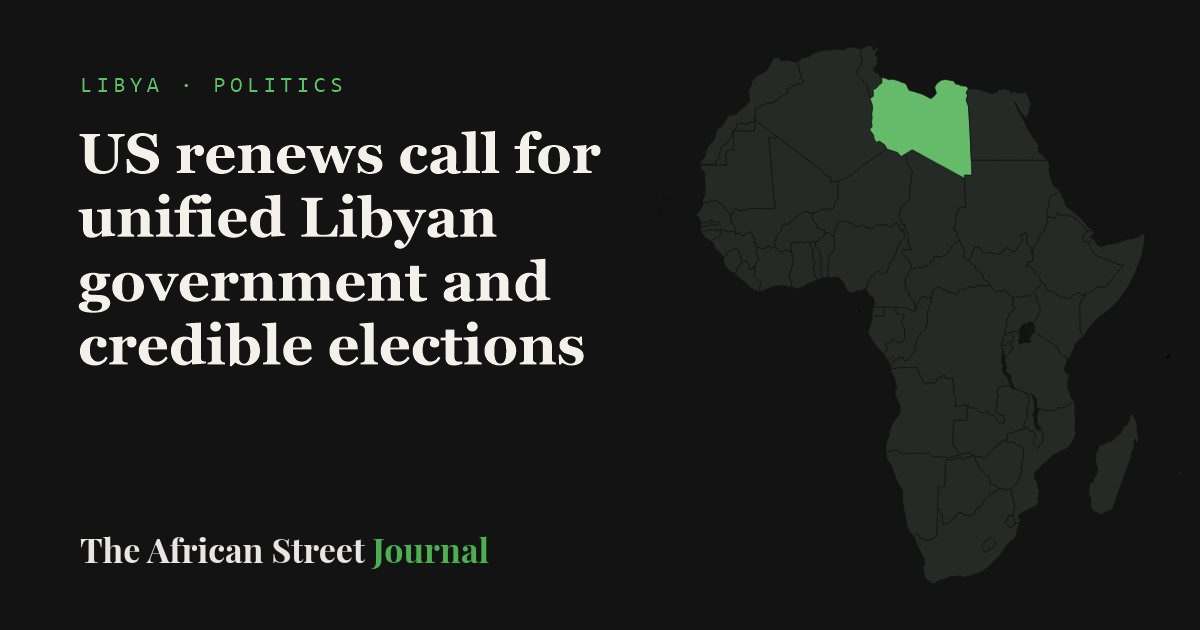 LIBYA · POLITICS
US renews call for
unified Libyan
government and
credible elections
The African Street Journal